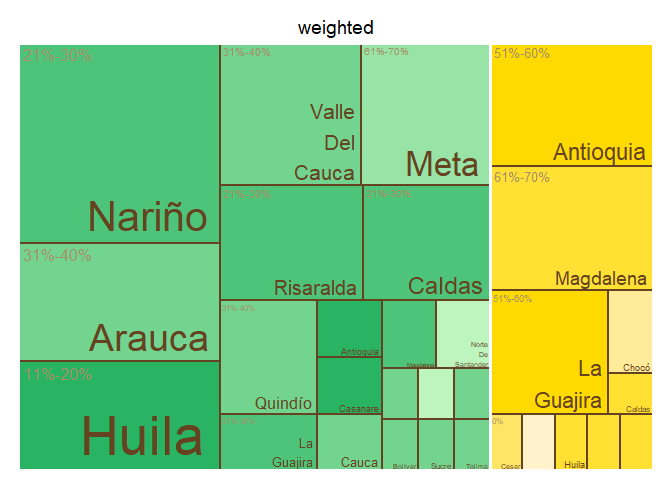 weighted
21%-30%
Nariño
31%-40%
Arauca
11%-20%
Huila
31%-40%
Valle
Del
Cauca
61%-70%
Meta
21%-30%
Risaralda
21%-30%
Caldas
31%-40%
Quindío
La
Guajira
Antioquia
Casanare
Cauca
Magdalena
Norte
De
Santander
Bolívar
Sucre
Tolima
51%-60%
Antioquia
61%-70%
Magdalena
51%-60%
La
Guajira
Chocó
Caldas
0%
Cesar
Huila